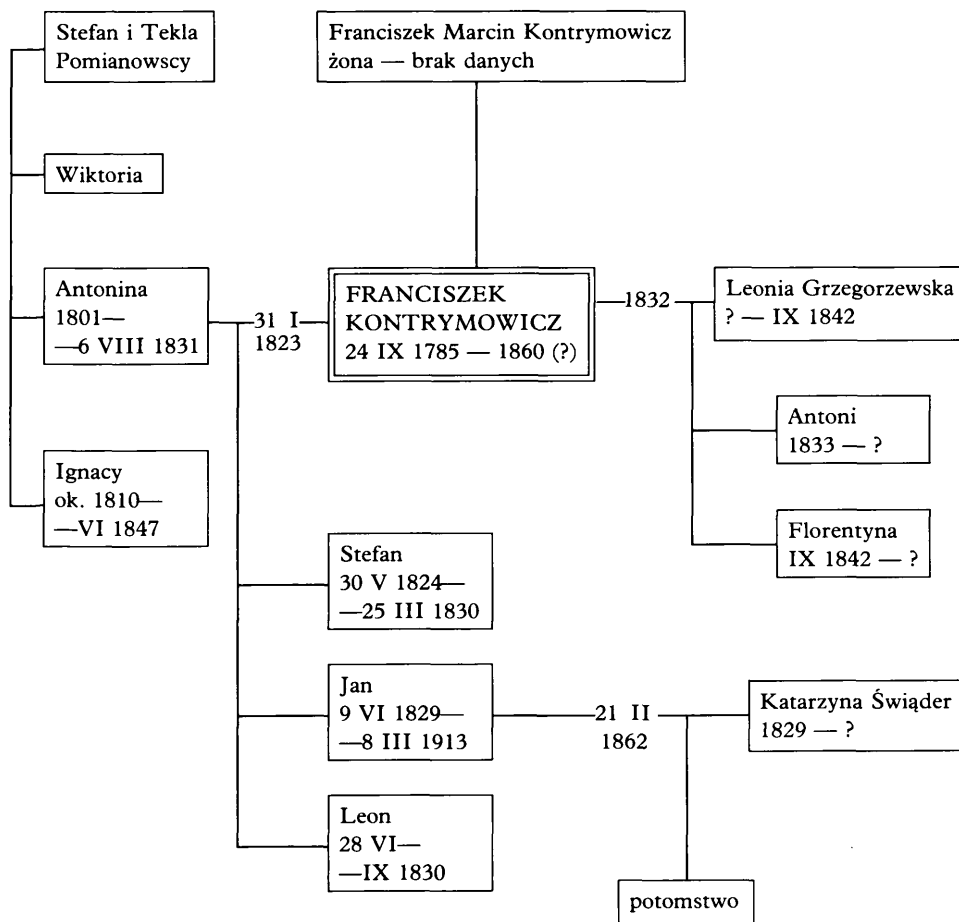 Stefan i Tekla
Pomianowscy
Franciszek Marcin Kontrymowicz
żona — brak danych
Wiktoria
Antonina
1801—
—6 VIII 1831
31 I
1823
FRANCISZEK
KONTRYMOWICZ
24 IX 1785 — 1860 (?)
1832
Leonia Grzegorzewska
? — IX 1842
Antoni
1833 — ?
Florentyna
IX 1842 — ?
Ignacy
ok. 1810—
—VI 1847
Stefan
30 V 1824—
—25 III 1830
Jan
9 VI 1829—
—8 III 1913
21 II
1862
Katarzyna Świąder
1829 — ?
Leon
28 VI—
—IX 1830
potomstwo